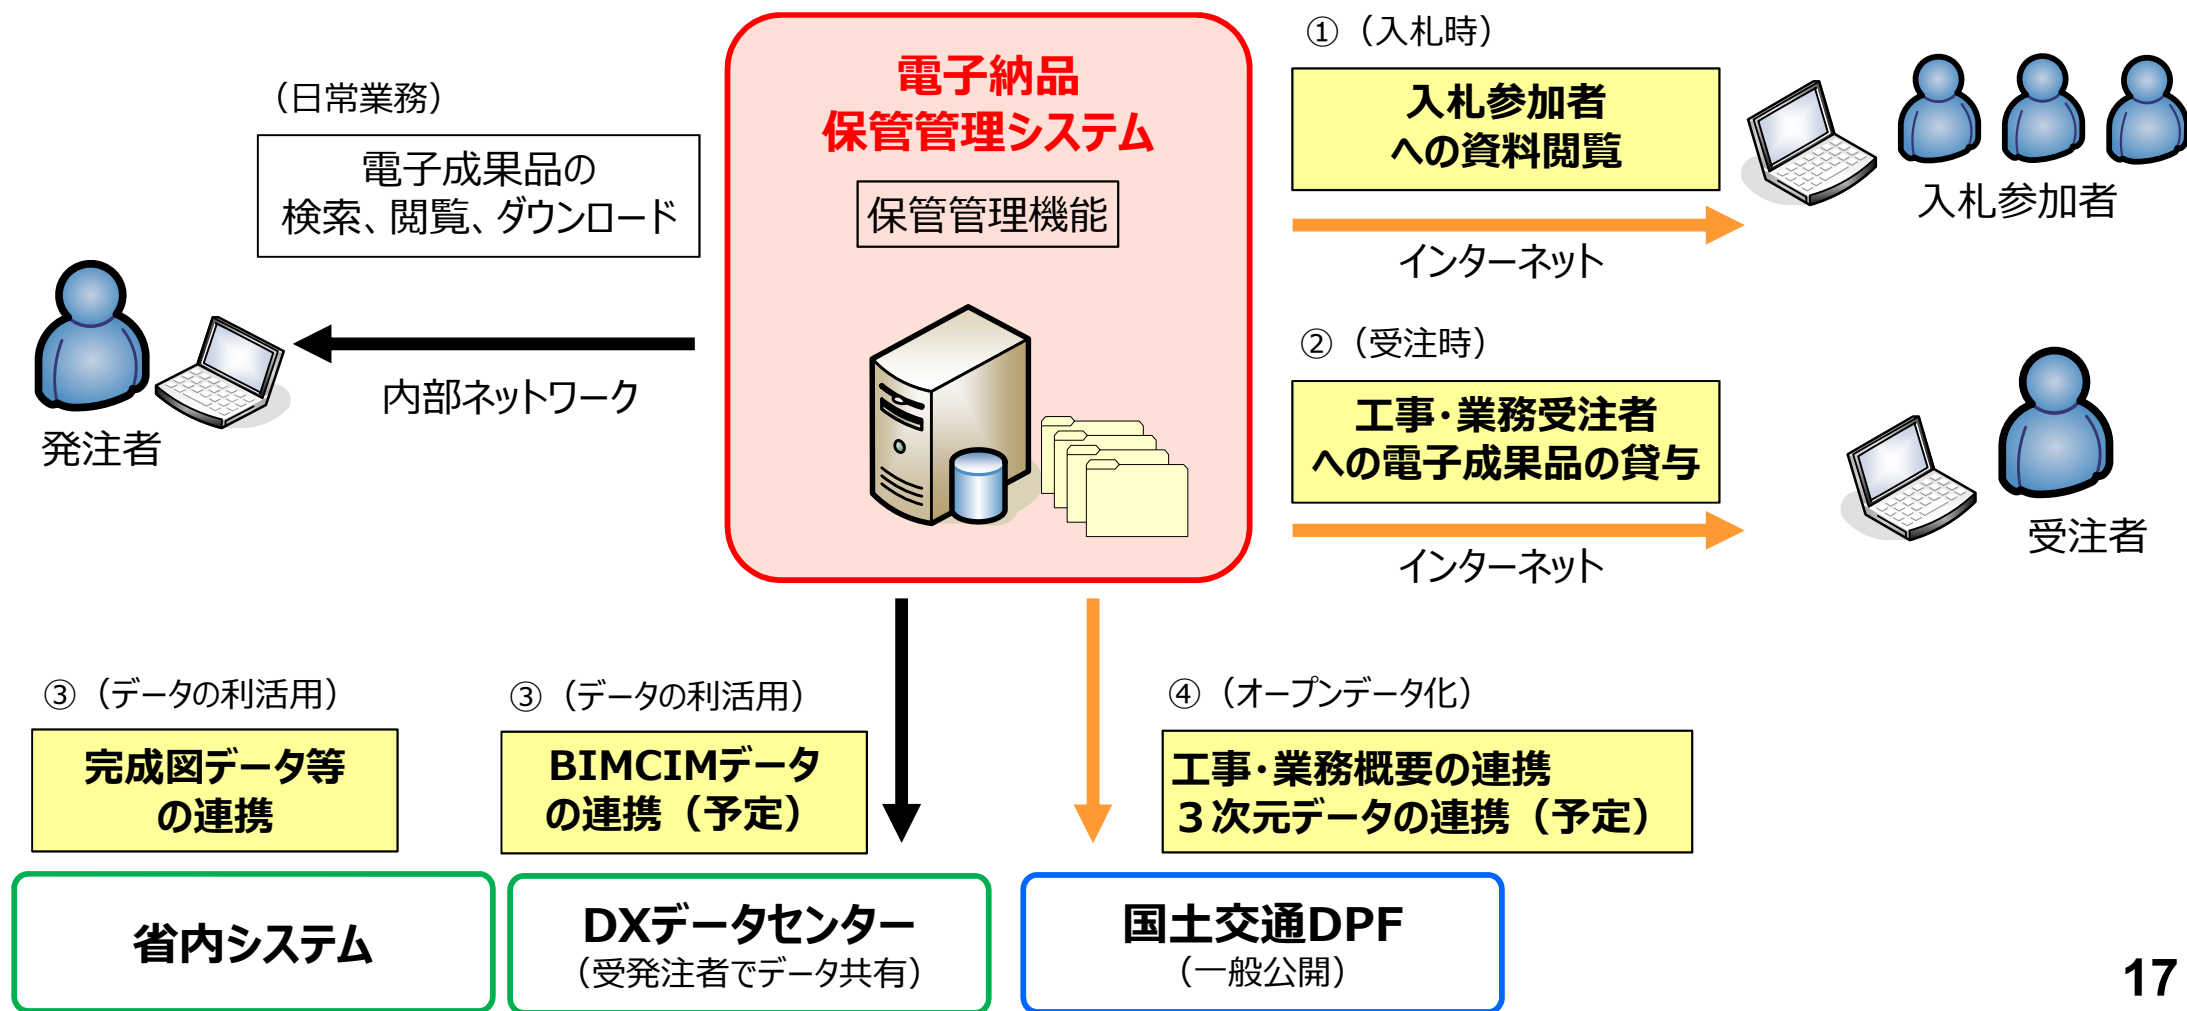 (日常業務)
電子成果品の
検索、閲覧、ダウンロード
内部ネットワーク
発注者
電子納品
保管管理システム
保管管理機能
①(入札時)
入札参加者
への資料閲覧
インターネット
入札参加者
②(受注時)
工事・業務受注者
への電子成果品の貸与
インターネット
受注者
③(データの利活用)
完成図データ等
の連携
省内システム
③(データの利活用)
BIMCIMデータ
の連携(予定)
DXデータセンター
(受発注者でデータ共有)
④(オープンデータ化)
工事・業務概要の連携
3次元データの連携(予定)
国土交通DPF
(一般公開)
17